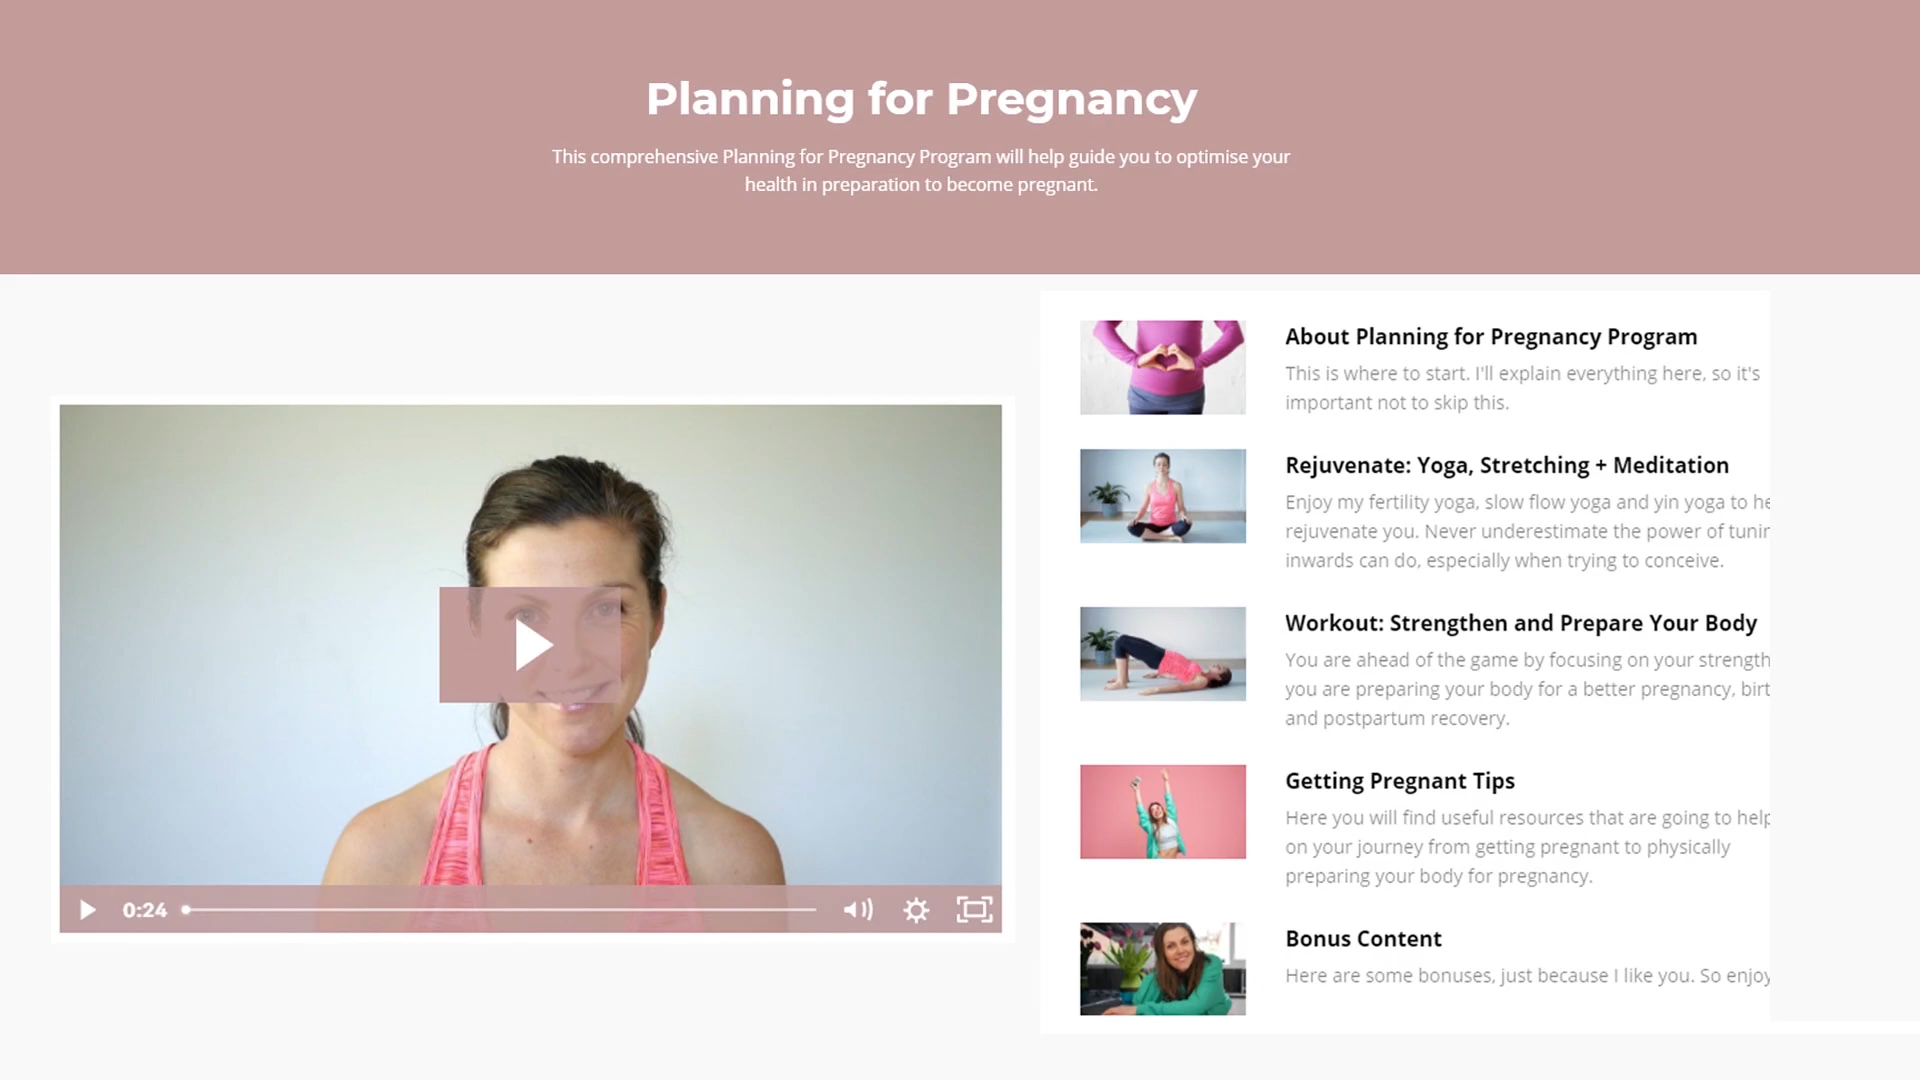 Planning for Pregnancy
This comprehensive Planning for Pregnancy Program will help guide you to optimise your
health in preparation to become pregnant.
0:24
About Planning for Pregnancy Program
This is where to start. I'll explain everything here, so it's
important not to skip this.
Rejuvenate: Yoga, Stretching + Meditation
Enjoy my fertility yoga, slow flow yoga and yin yoga to he
rejuvenate you. Never underestimate the power of tunin
inwards can do, especially when trying to conceive.
Workout: Strengthen and Prepare Your Body
You are ahead of the game by focusing on your strength
you are preparing your body for a better pregnancy, birt
and postpartum recovery.
Getting Pregnant Tips
Here you will find useful resources that are going to help
on your journey from getting pregnant to physically
preparing your body for pregnancy.
Bonus Content
Here are some bonuses, just because I like you. So enjoy